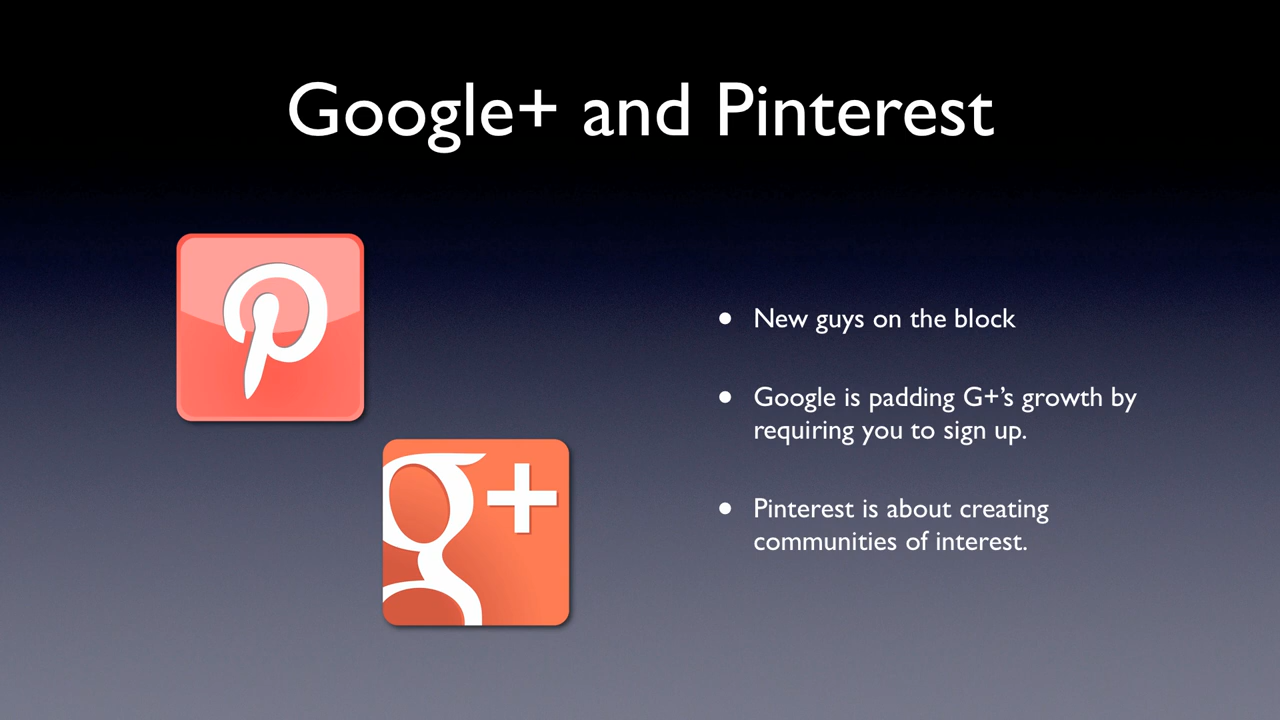 Google+ and Pinterest
• New guys on the block
• Google is padding G+’s growth by
requiring you to sign up.
• Pinterest is about creating
communities of interest.
g+